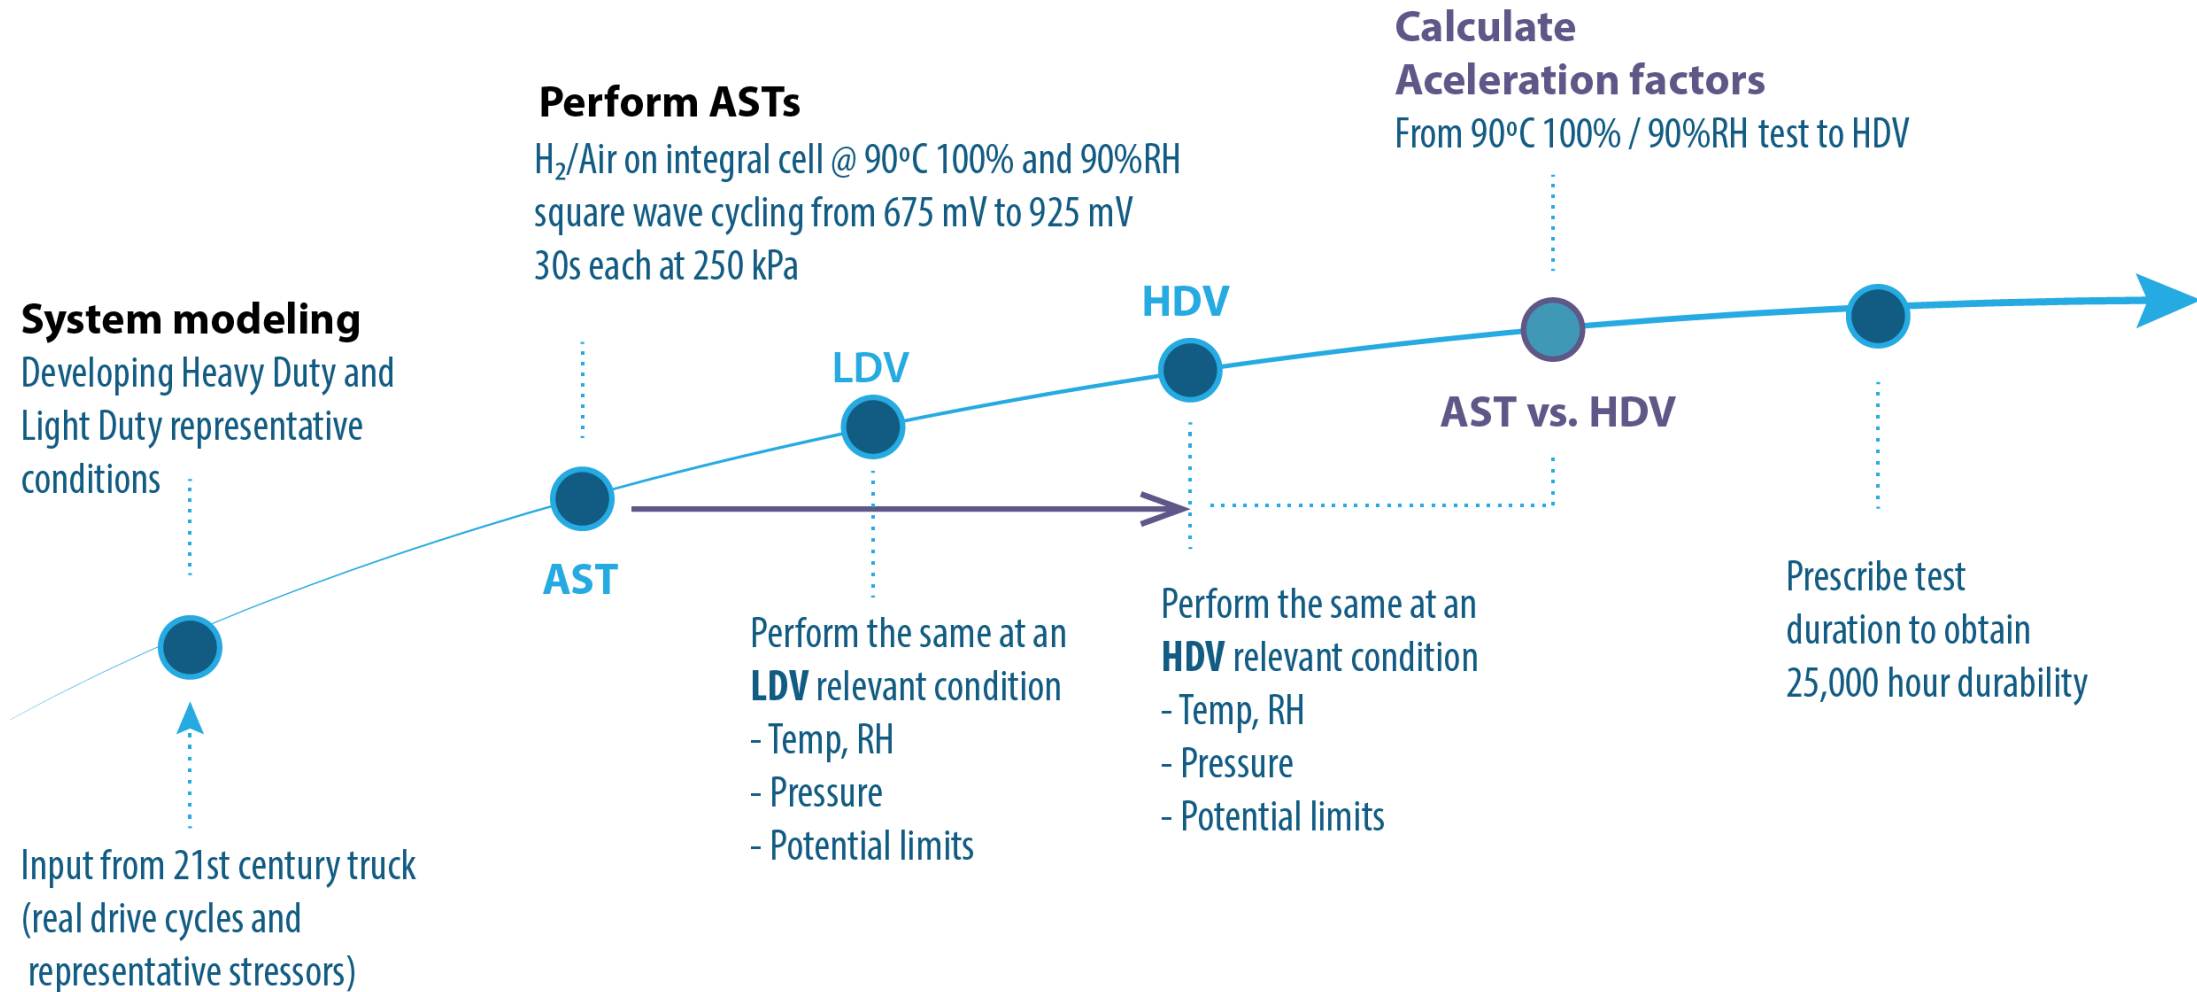 System modeling
Developing Heavy Duty and
Light Duty representative
conditions
Input from 21st century truck
(real drive cycles and
representative stressors)
Perform ASTs
H₂/Air on integral cell @ 90ºC 100% and 90%RH
square wave cycling from 675 mV to 925 mV
30s each at 250 kPa
AST
LDV
Perform the same at an
LDV relevant condition
- Temp, RH
- Pressure
- Potential limits
HDV
Perform the same at an
HDV relevant condition
- Temp, RH
- Pressure
- Potential limits
Calculate
Aceleration factors
From 90ºC 100% / 90%RH test to HDV
AST vs. HDV
Prescribe test
duration to obtain
25,000 hour durability